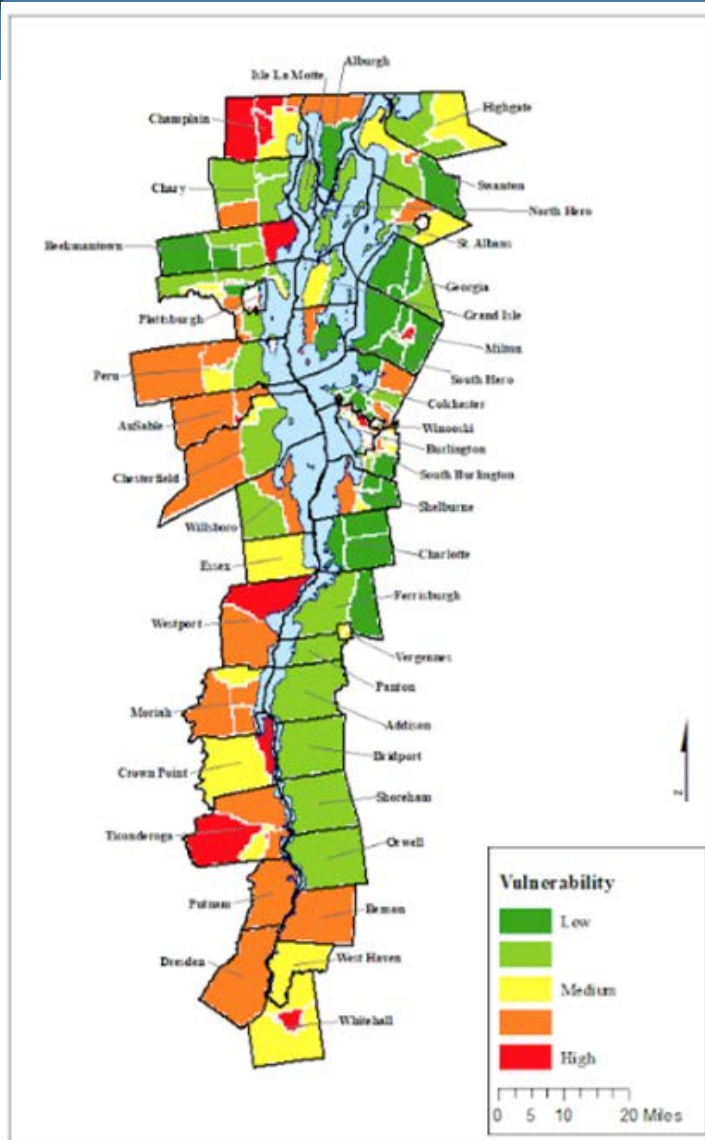 Alburgh
Isle La Motte
Champlain
Highgate
Chazy
Swanton
North Hero
Beekmantown
St. Albans
Georgia
Grand Isle
Plattsburgh
Milton
South Hero
Peru
Colchester
AuSable
Winooski
Burlington
South Burlington
Chesterfield
Shelburne
Willsboro
Charlotte
Essex
Ferrisburgh
Westport
Vergennes
Panton
Moriah
Addison
Bridport
Crown Point
Shoreham
Ticonderoga
Orwell
Putnam
Benson
West Haven
Dresden
Whitehall
N
Vulnerability
Low
Medium
High
0 5 10 20 Miles